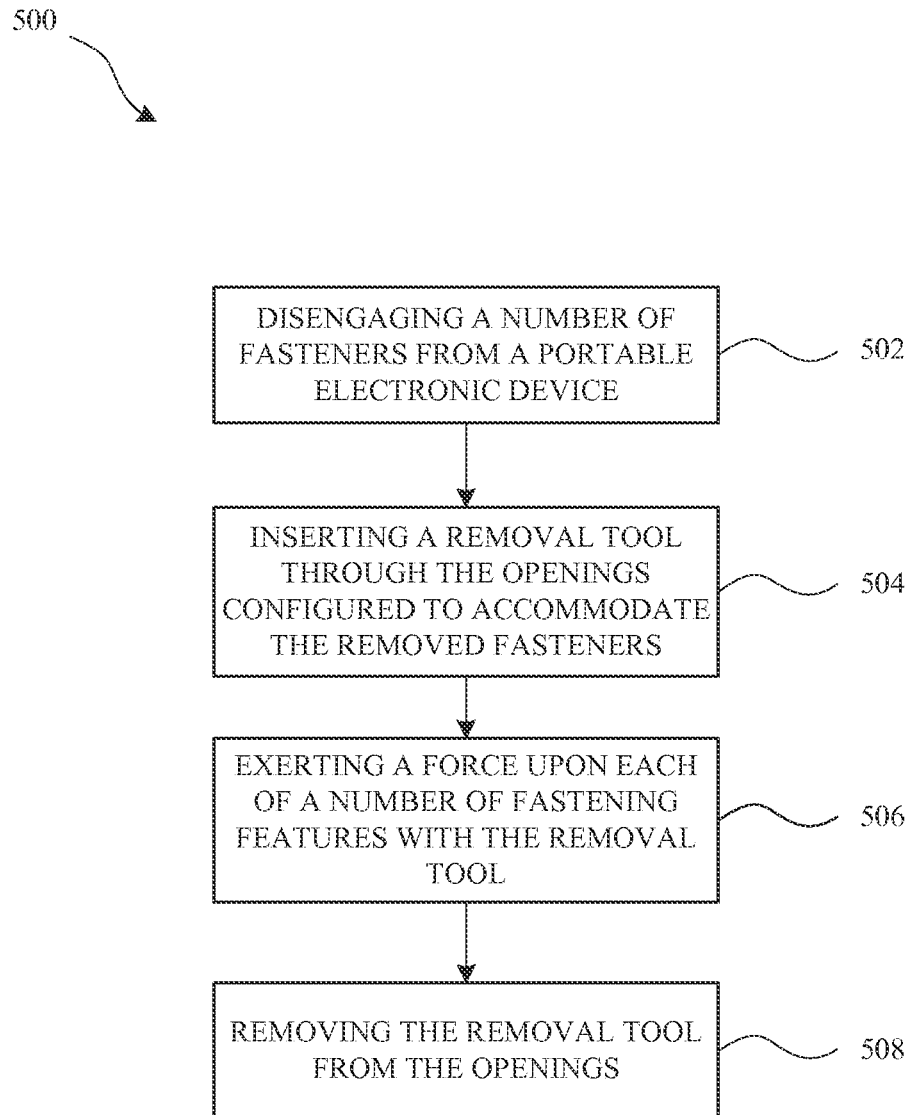 500
DISENGAGING A NUMBER OF
FASTENERS FROM A PORTABLE
ELECTRONIC DEVICE
502
INSERTING A REMOVAL TOOL
THROUGH THE OPENINGS
CONFIGURED TO ACCOMMODATE
THE REMOVED FASTENERS
504
EXERTING A FORCE UPON EACH
OF A NUMBER OF FASTENING
FEATURES WITH THE REMOVAL
TOOL
506
REMOVING THE REMOVAL TOOL
FROM THE OPENINGS
508